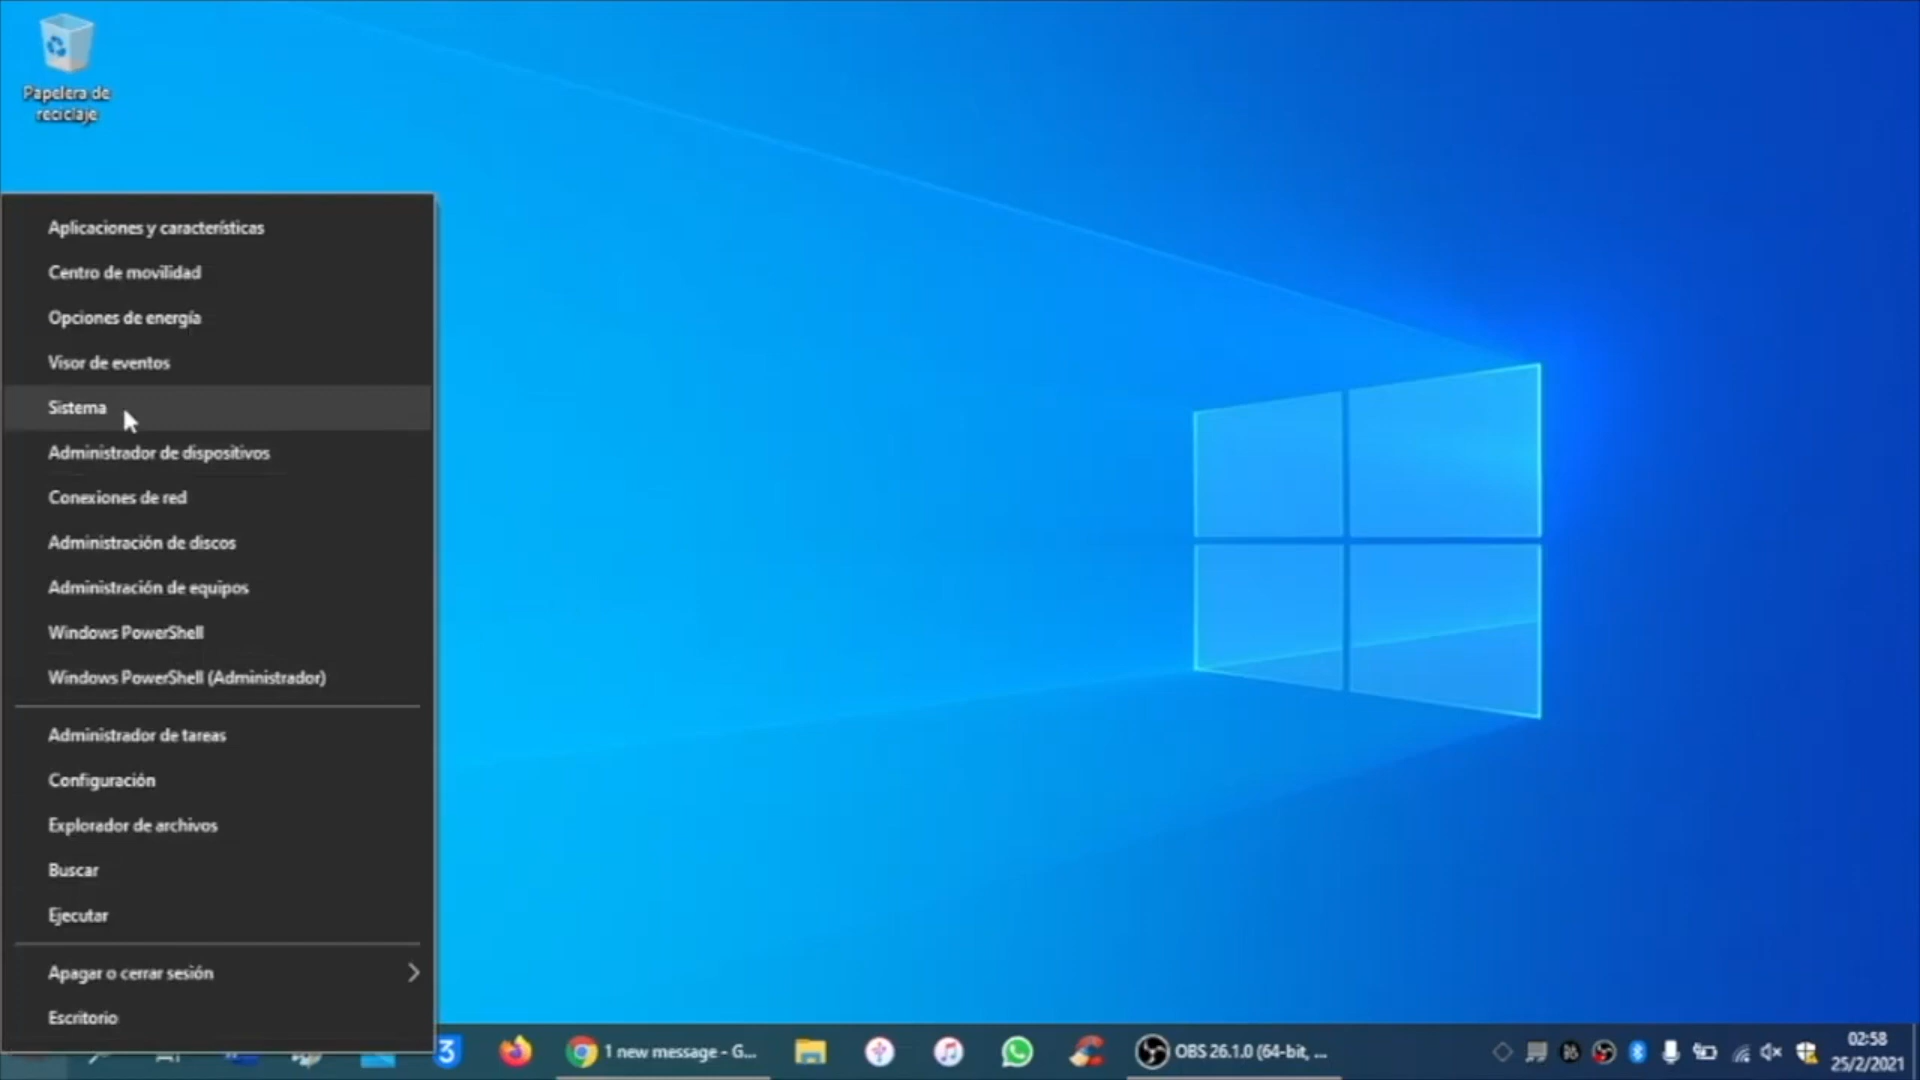 Papelera de
reciclaje
Aplicaciones y características
Centro de movilidad
Opciones de energía
Visor de eventos
Sistema
Administrador de dispositivos
Conexiones de red
Administración de discos
Administración de equipos
Windows PowerShell
Windows PowerShell (Administrador)
Administrador de tareas
Configuración
Explorador de archivos
Buscar
Ejecutar
Apagar o cerrar sesión
Escritorio
3
1 new message - G...
OBS 26.1.0 (64-bit, ...
02:58
25/2/2021